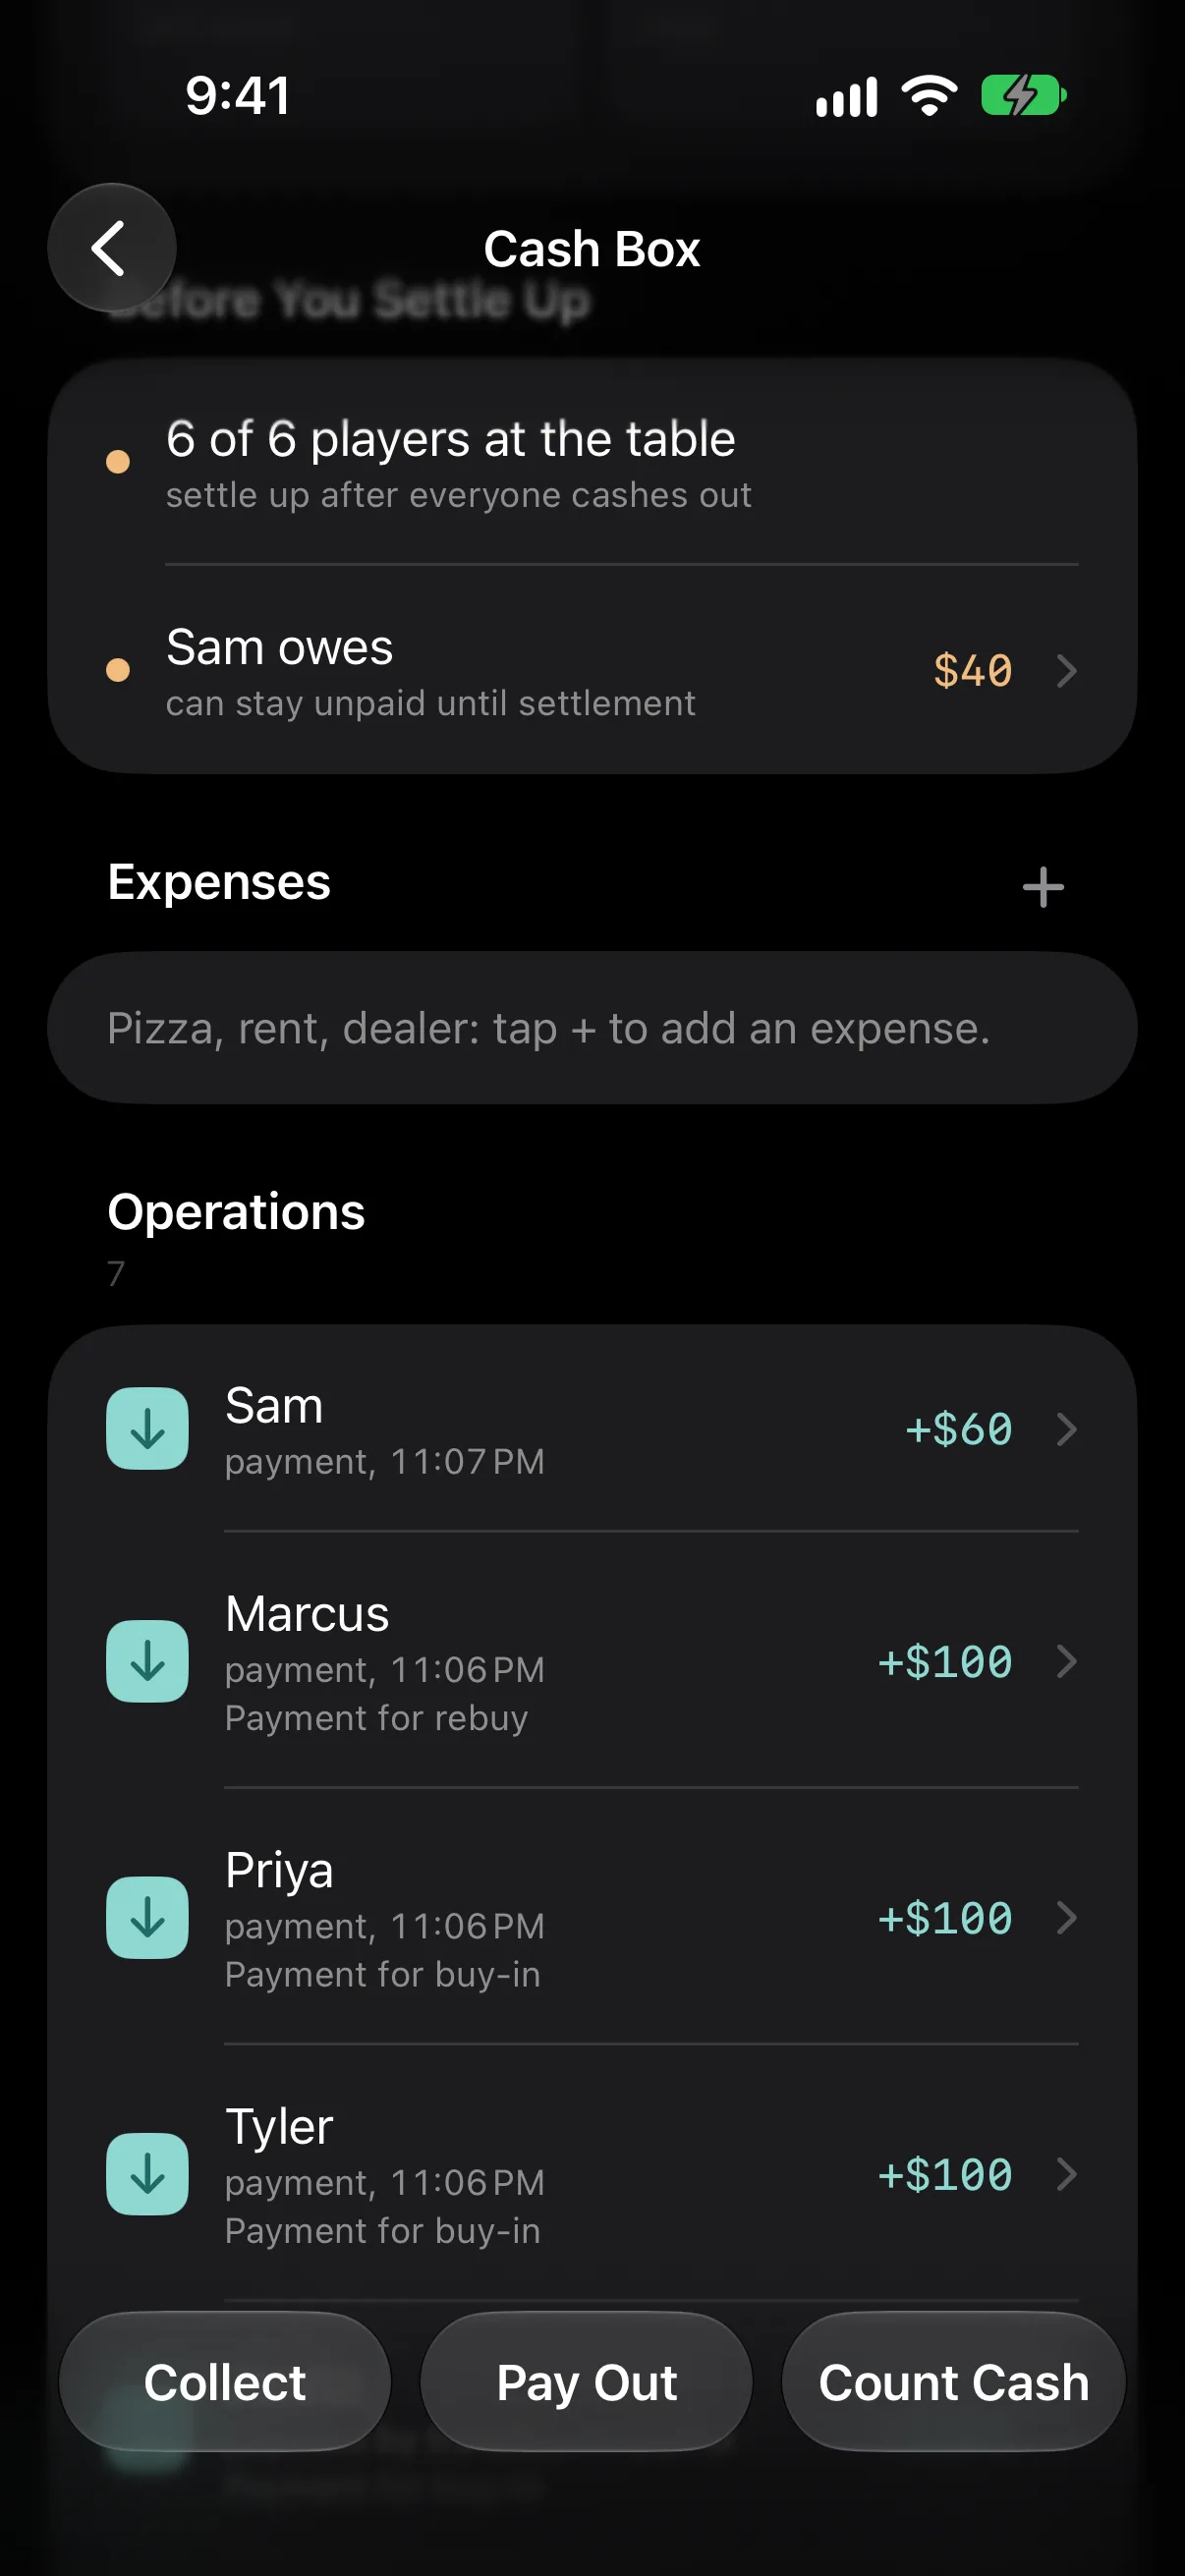 9:41
Cash Box
Before You Settle Up
6 of 6 players at the table
settle up after everyone cashes out
Sam owes
$40
can stay unpaid until settlement
Expenses
Pizza, rent, dealer: tap + to add an expense.
Operations
7
Sam
+$60
payment, 11:07 PM
Marcus
payment, 11:06 PM
+$100
Payment for rebuy
Priya
payment, 11:06 PM
+$100
Payment for buy-in
Tyler
payment, 11:06 PM
+$100
Payment for buy-in
Collect
Pay Out
Count Cash